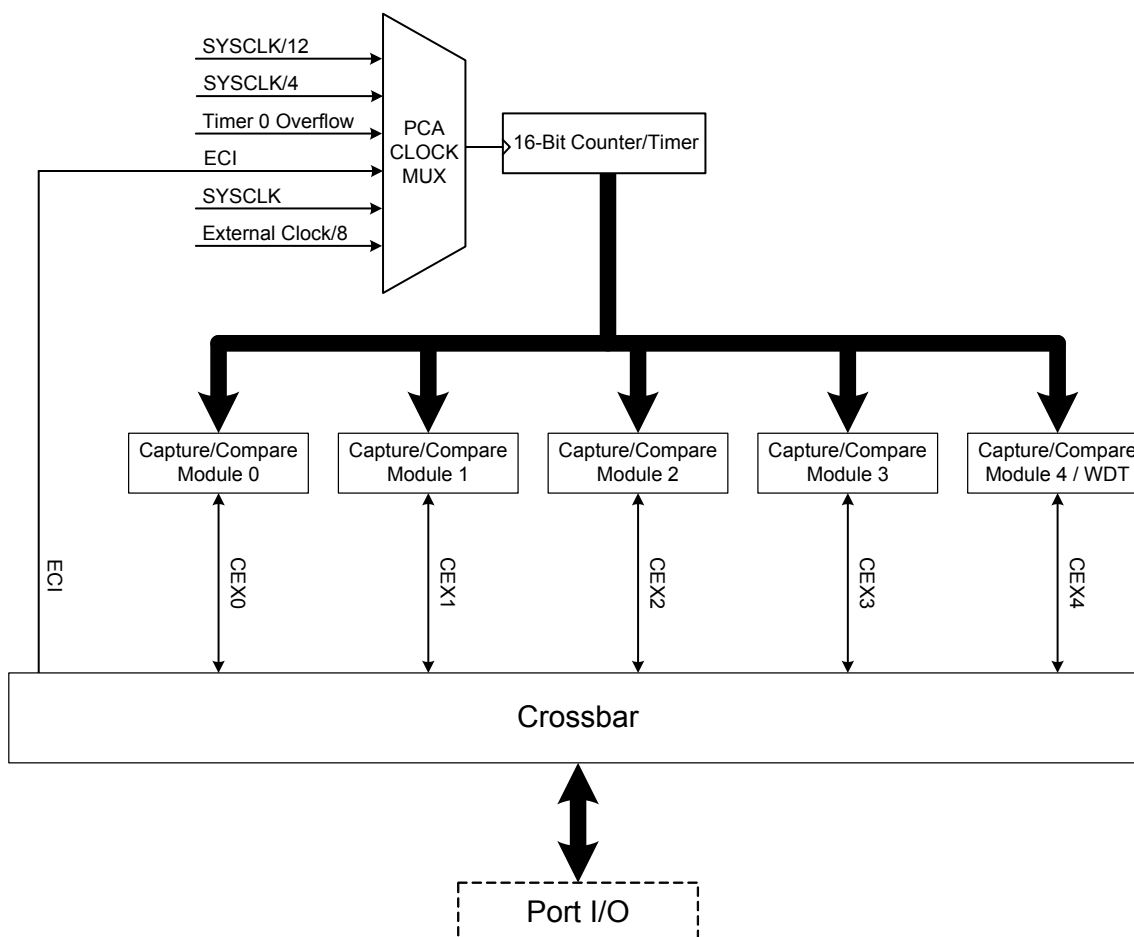 SYSCLK/12
SYSCLK/4
Timer 0 Overflow
ECI
SYSCLK
External Clock/8
PCA
CLOCK
MUX
16-Bit Counter/Timer
Capture/Compare
Module 0
Capture/Compare
Module 1
Capture/Compare
Module 2
Capture/Compare
Module 3
Capture/Compare
Module 4 / WDT
ECI
CEX0
CEX1
CEX2
CEX3
CEX4
Crossbar
Port I/O